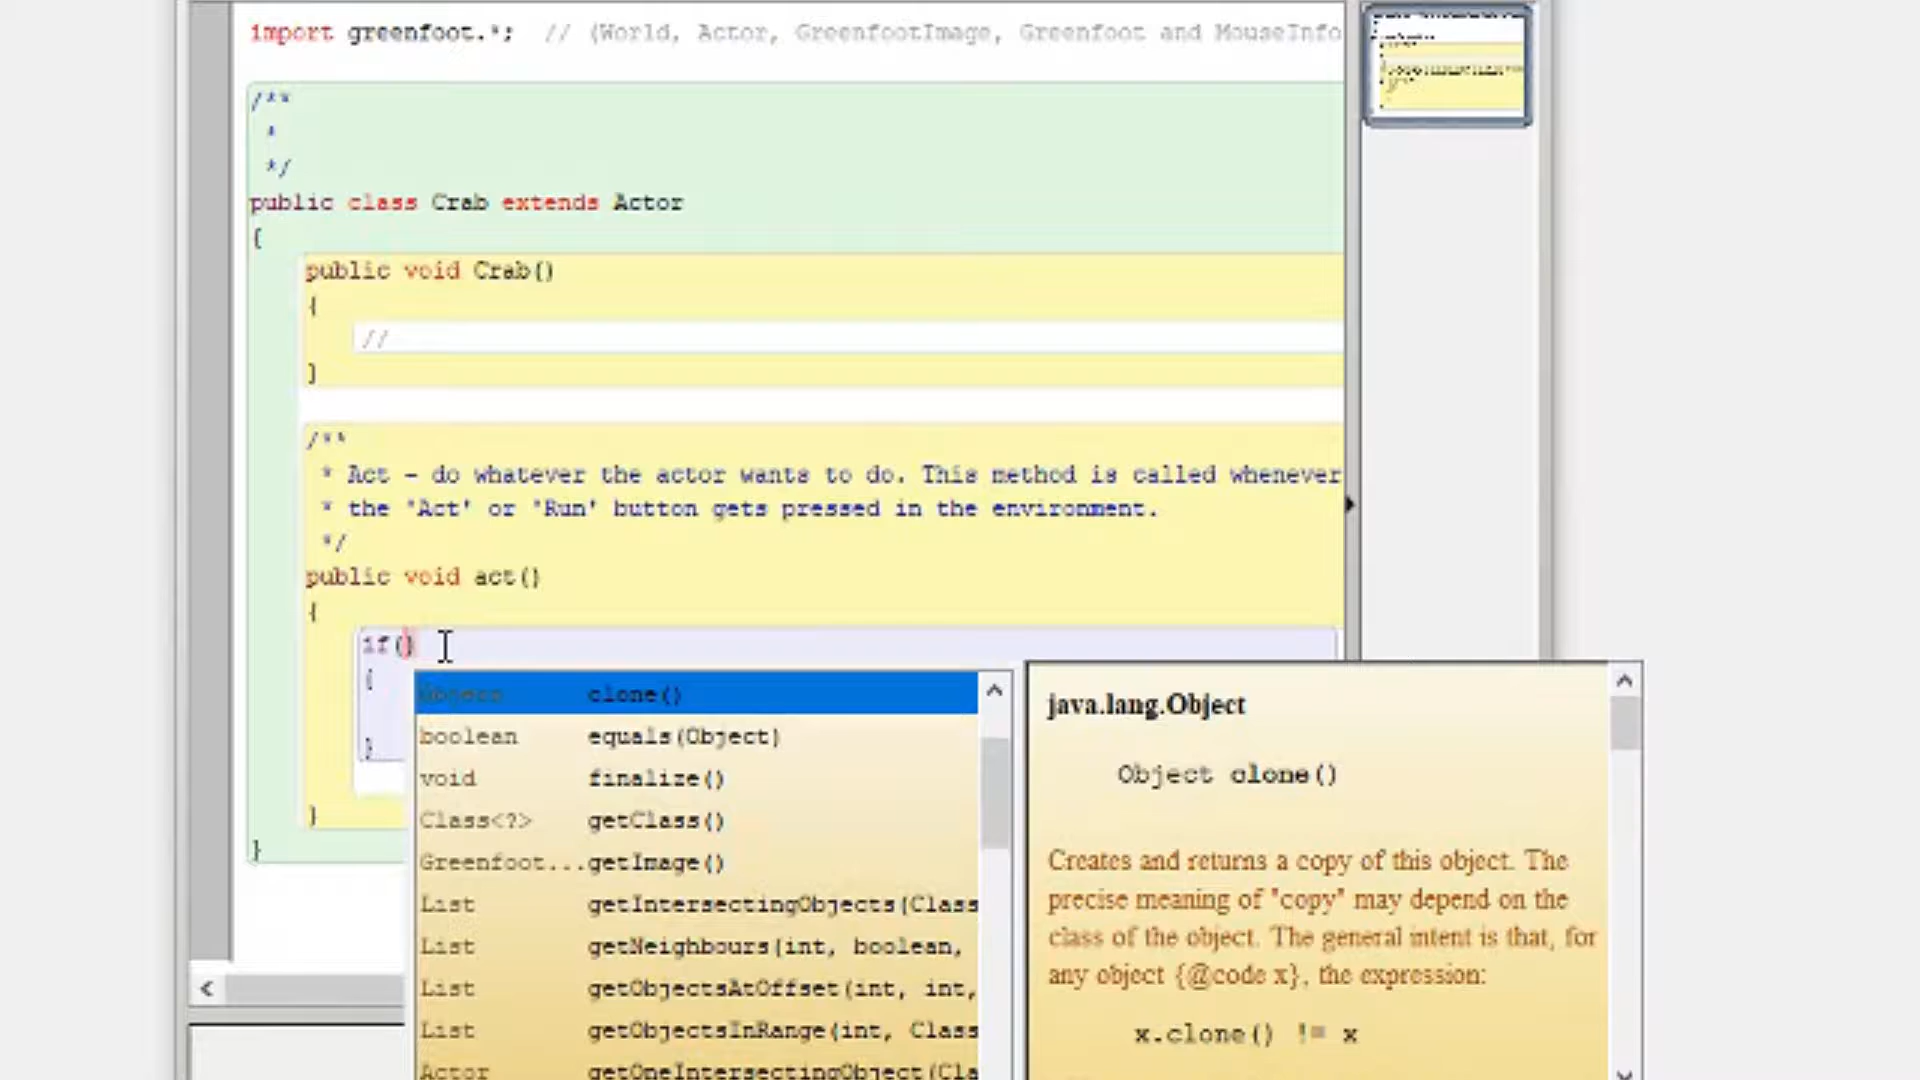 import greenfoot.*;  // (World, Actor, GreenfootImage, Greenfoot and MouseInfo
/**
 *
 */
public class Crab extends Actor
{
public void Crab()
{
//
}
/**
 * Act - do whatever the actor wants to do. This method is called whenever
 * the 'Act' or 'Run' button gets pressed in the environment.
 */
public void act()
{
if()
{
}
}
}
Object clone()
boolean equals(Object)
void finalize()
Class<?> getClass()
Greenfoot...getImage()
List getIntersectingObjects(Class
List getNeighbours(int, boolean,
List getObjectsAtOffset(int, int,
List getObjectsInRange(int, Class
Actor getOneIntersectingObject(Cla
java.lang.Object
Object clone()
Creates and returns a copy of this object. The
precise meaning of "copy" may depend on the
class of the object. The general intent is that, for
any object {@code x}, the expression:
x.clone() != x